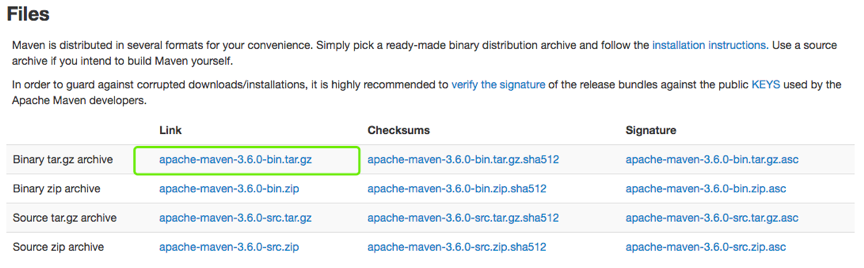 Files
Maven is distributed in several formats for your convenience. Simply pick a ready-made binary distribution archive and follow the installation instructions. Use a source
archive if you intend to build Maven yourself.
In order to guard against corrupted downloads/installations, it is highly recommended to verify the signature of the release bundles against the public KEYS used by the
Apache Maven developers.
Link Checksums Signature
Binary tar.gz archive apache-maven-3.6.0-bin.tar.gz apache-maven-3.6.0-bin.tar.gz.sha512 apache-maven-3.6.0-bin.tar.gz.asc
Binary zip archive apache-maven-3.6.0-bin.zip apache-maven-3.6.0-bin.zip.sha512 apache-maven-3.6.0-bin.zip.asc
Source tar.gz archive apache-maven-3.6.0-src.tar.gz apache-maven-3.6.0-src.tar.gz.sha512 apache-maven-3.6.0-src.tar.gz.asc
Source zip archive apache-maven-3.6.0-src.zip apache-maven-3.6.0-src.zip.sha512 apache-maven-3.6.0-src.zip.asc